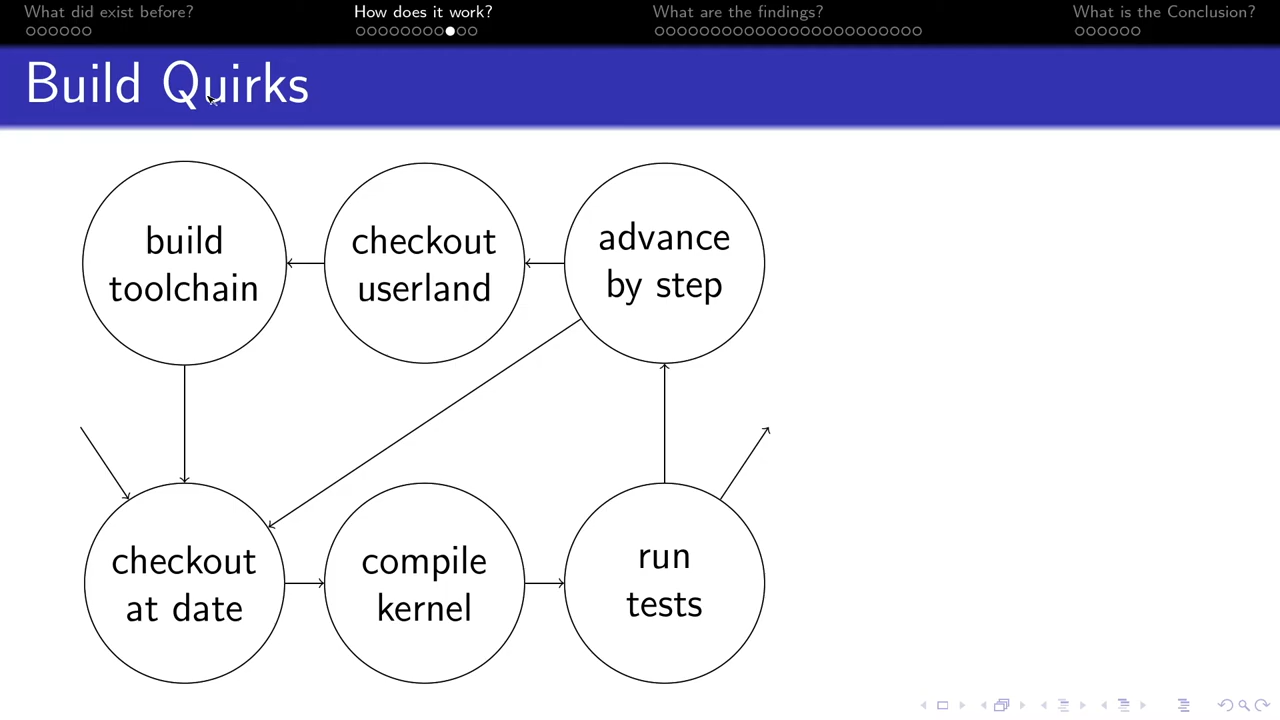 What did exist before?
How does it work?
What are the findings?
What is the Conclusion?
Build Quirks
build
toolchain
checkout
userland
advance
by step
checkout
at date
compile
kernel
run
tests